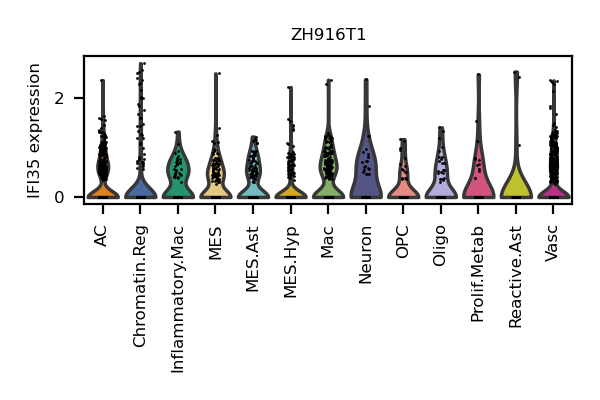 ZH916T1
IFI35 expression
2
0
AC
Chromatin.Reg
Inflammatory.Mac
MES
MES.Ast
MES.Hyp
Mac
Neuron
OPC
Oligo
Prolif.Metab
Reactive.Ast
Vasc